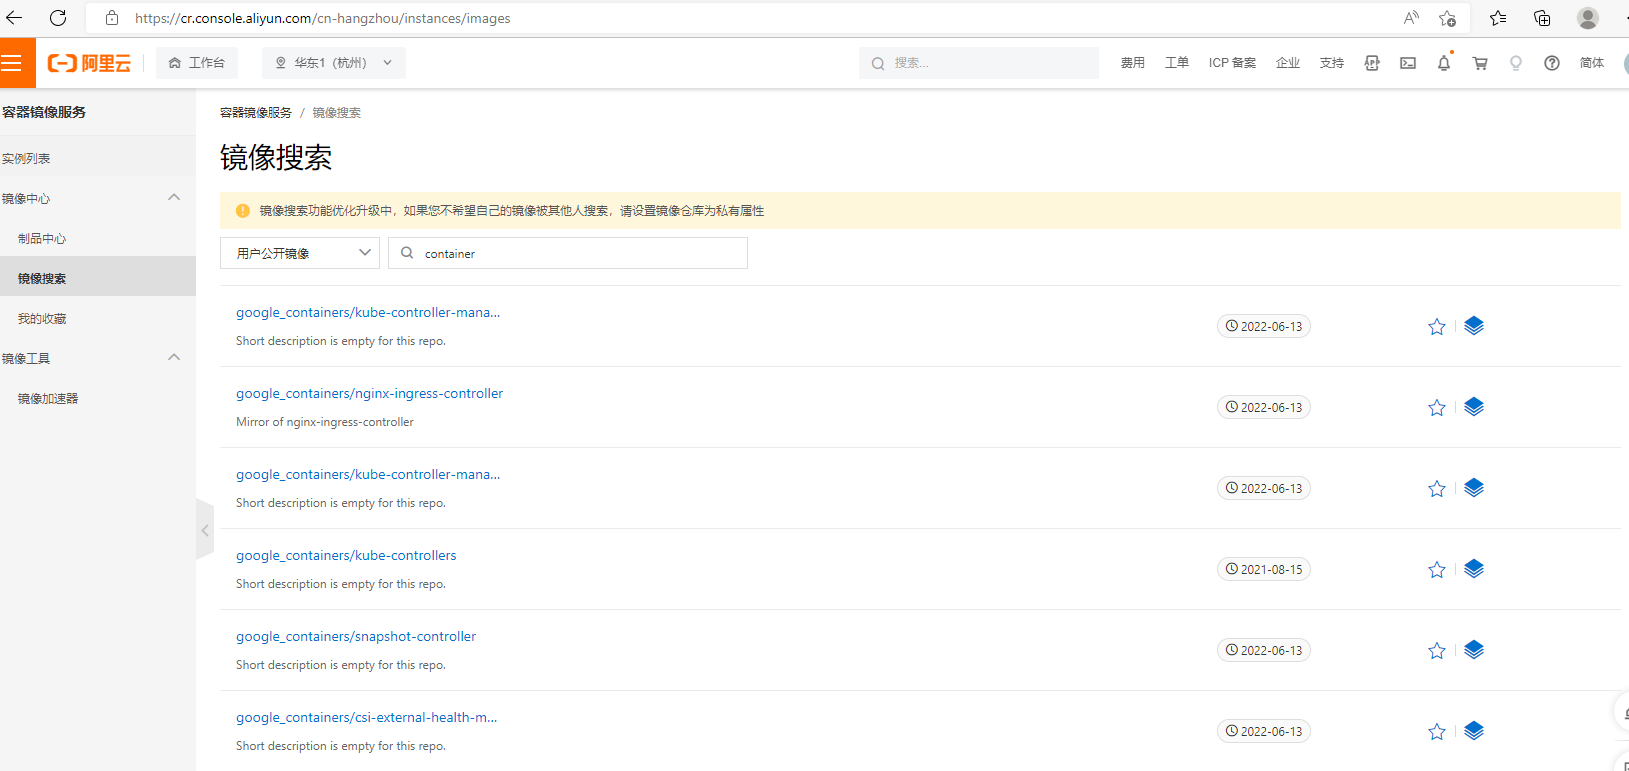 https://cr.console.aliyun.com/cn-hangzhou/instances/images
阿里云
工作台
华东1（杭州）
搜索...
费用
工单
ICP 备案
企业
支持
简体
容器镜像服务
实例列表
镜像中心
制品中心
镜像搜索
我的收藏
镜像工具
镜像加速器
容器镜像服务 / 镜像搜索
镜像搜索
镜像搜索功能优化升级中，如果您不希望自己的镜像被其他人搜索，请设置镜像仓库为私有属性
用户公开镜像
container
google_containers/kube-controller-mana...
Short description is empty for this repo.
2022-06-13
google_containers/nginx-ingress-controller
Mirror of nginx-ingress-controller
2022-06-13
google_containers/kube-controller-mana...
Short description is empty for this repo.
2022-06-13
google_containers/kube-controllers
Short description is empty for this repo.
2021-08-15
google_containers/snapshot-controller
Short description is empty for this repo.
2022-06-13
google_containers/csi-external-health-m...
Short description is empty for this repo.
2022-06-13